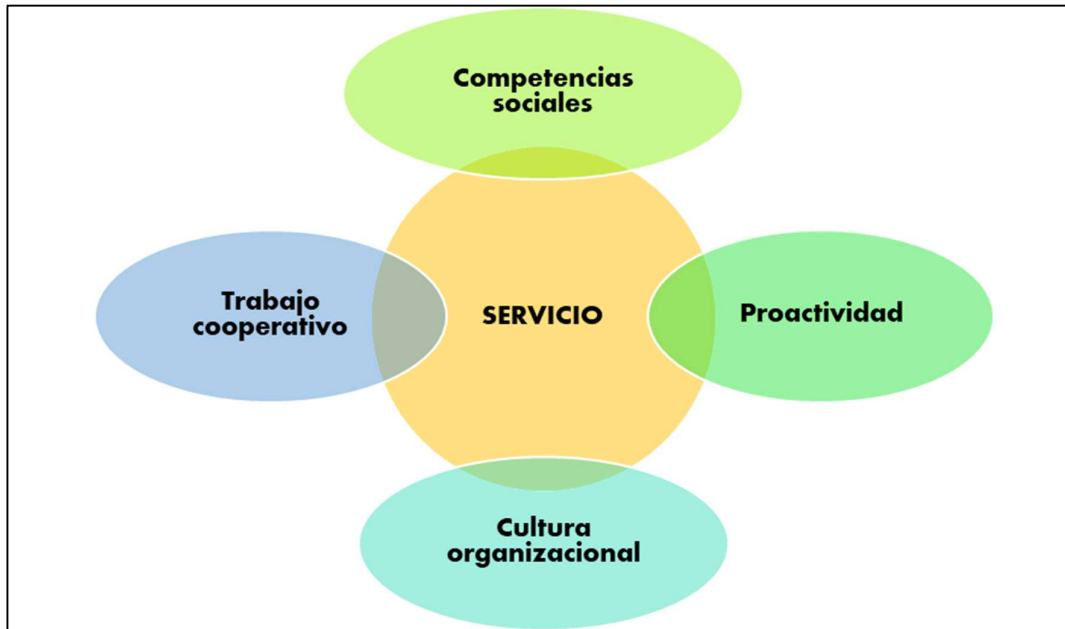 Competencias
sociales
Trabajo
cooperativo
SERVICIO
Proactividad
Cultura
organizacional